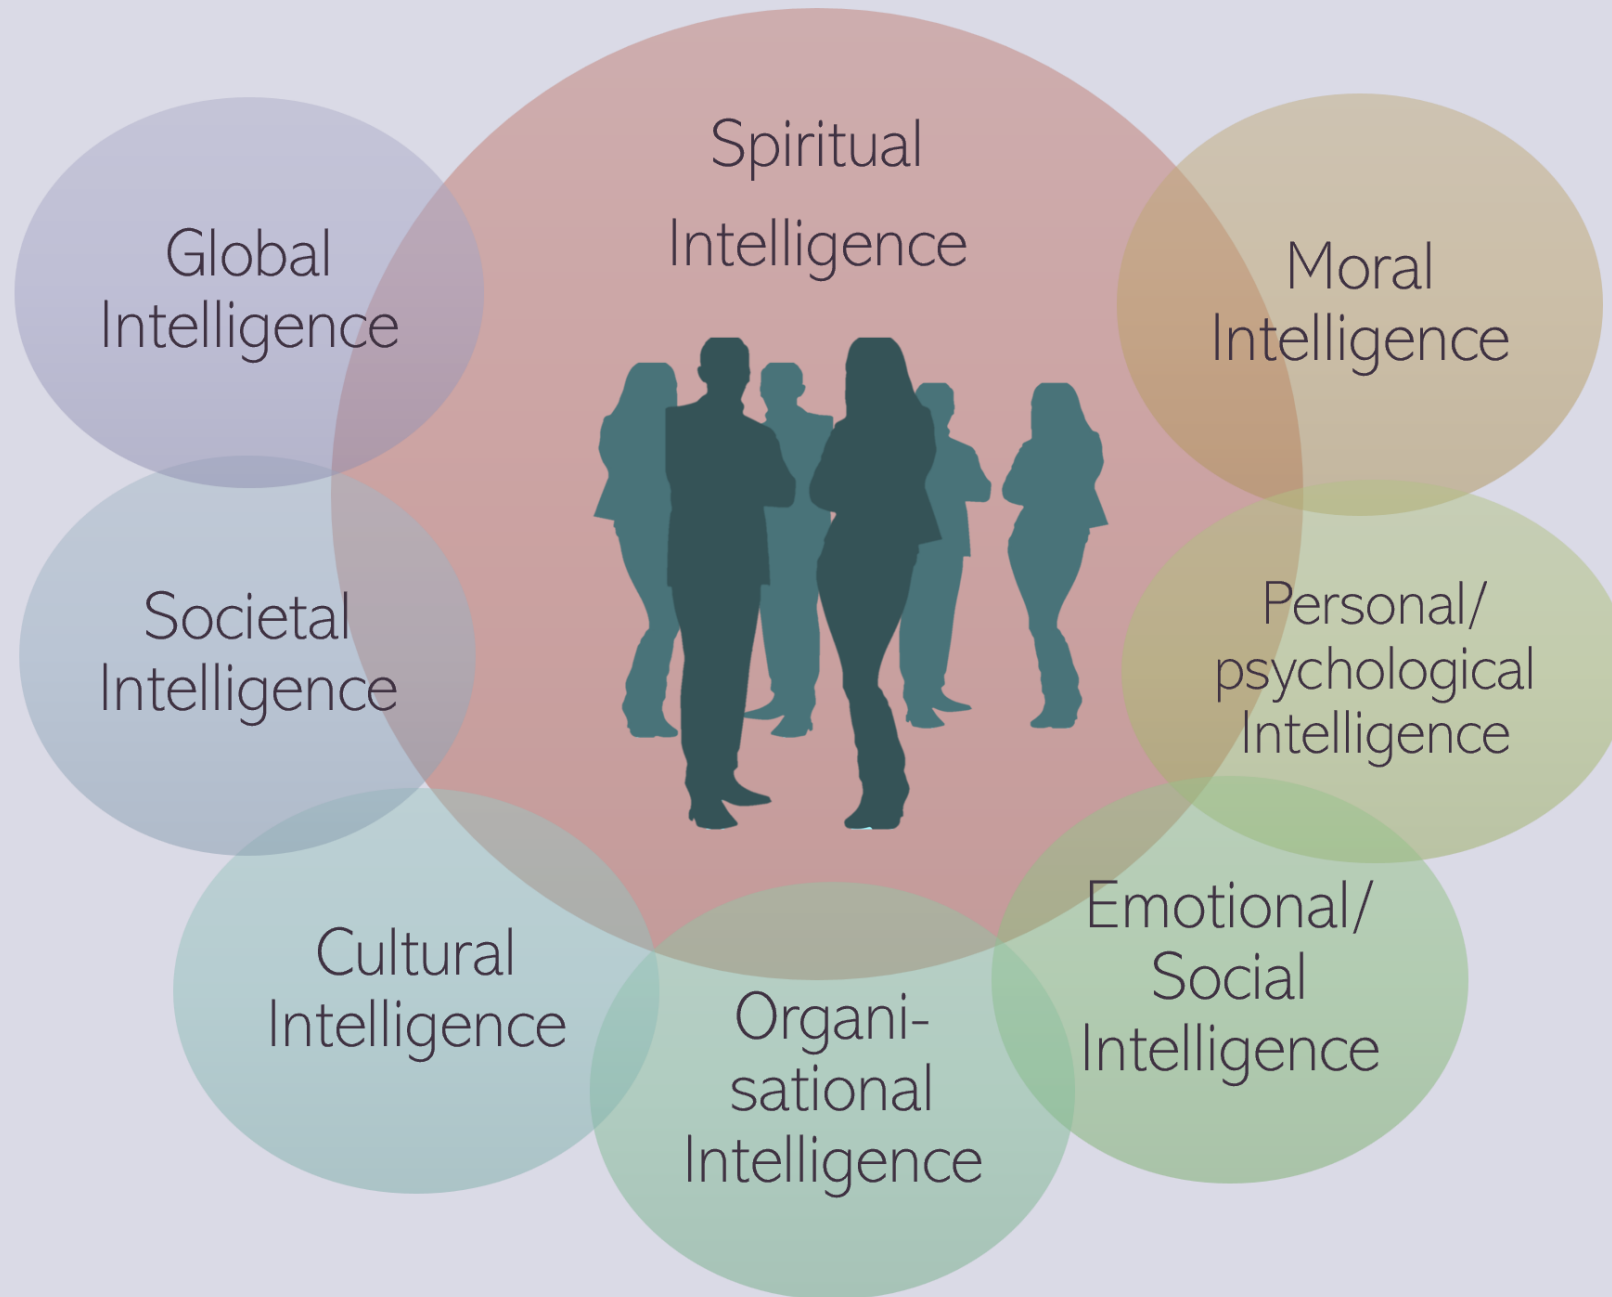 Spiritual
Intelligence
Global
Intelligence
Moral
Intelligence
Societal
Intelligence
Personal/
psychological
Intelligence
Cultural
Intelligence
Emotional/
Social
Intelligence
Organi-
sational
Intelligence